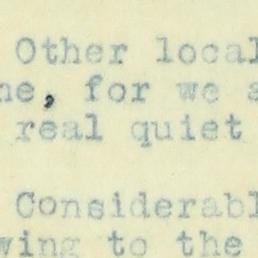 Other local
ne, for we a
real quiet
Considerabl
wing to the